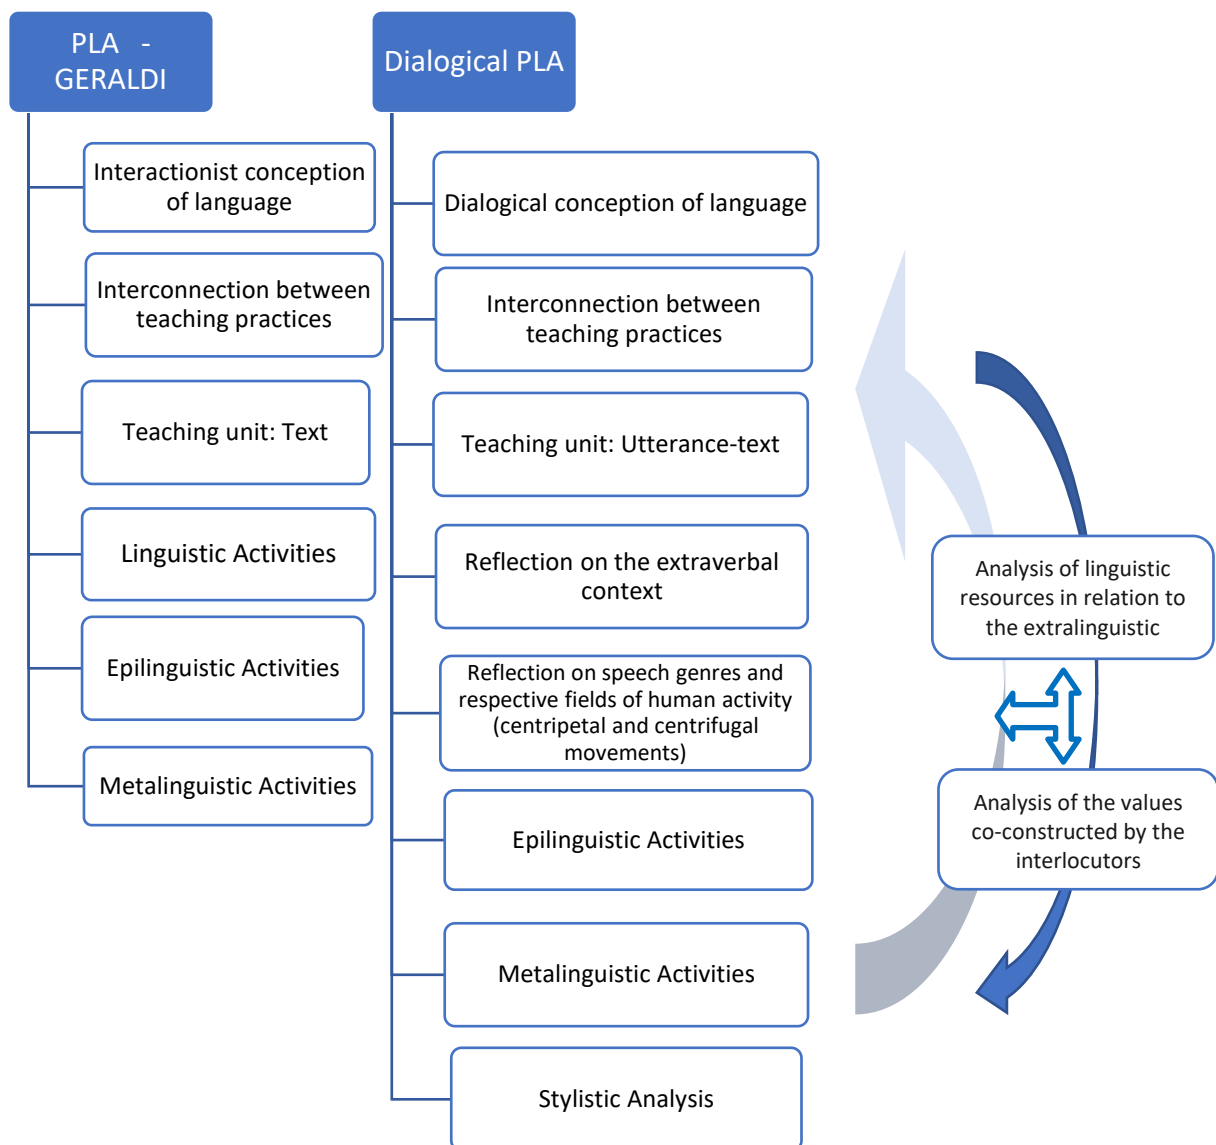 PLA - 
GERALDI
Interactionist conception
of language
Interconnection between
teaching practices
Teaching unit: Text
Linguistic Activities
Epilinguistic Activities
Metalinguistic Activities
Dialogical PLA
Dialogical conception of language
Interconnection between
teaching practices
Teaching unit: Utterance-text
Reflection on the extraverbal
context
Reflection on speech genres and
respective fields of human activity
(centripetal and centrifugal
movements)
Epilinguistic Activities
Metalinguistic Activities
Stylistic Analysis
Analysis of linguistic
resources in relation to
the extralinguistic
Analysis of the values
co-constructed by the
interlocutors